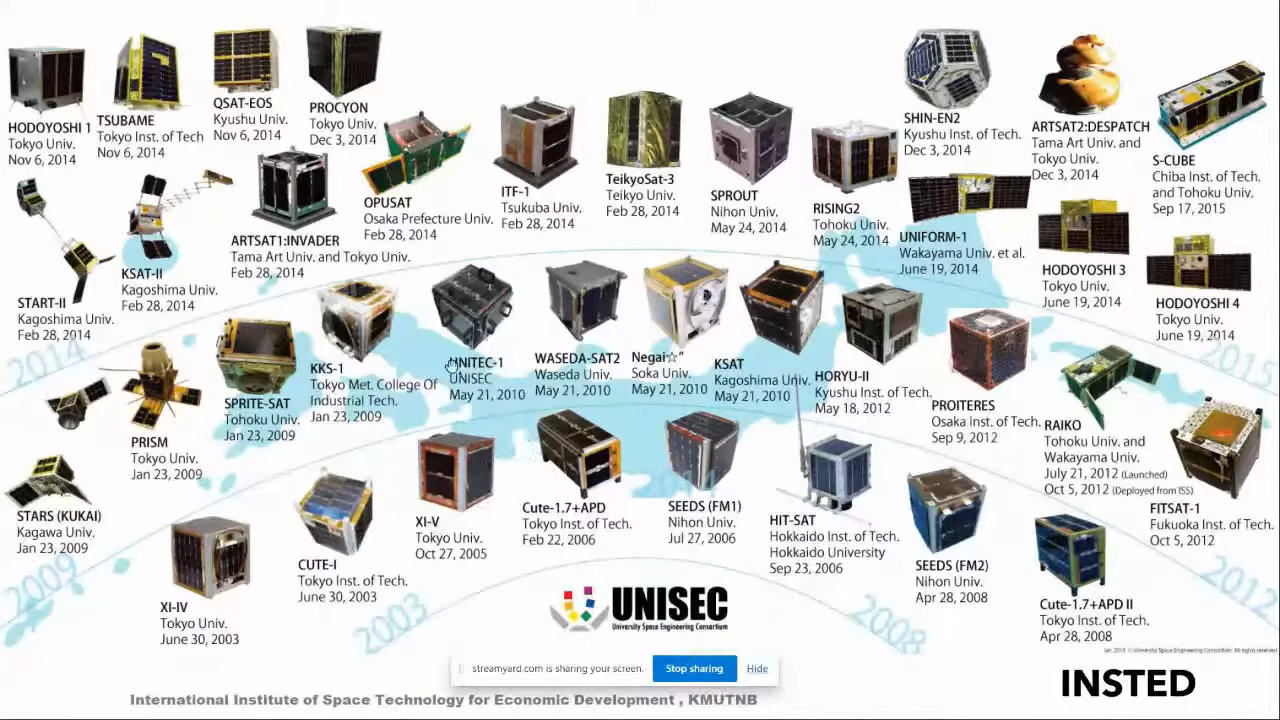 HODOYOSHI 1
Tokyo Univ.
Nov 6, 2014
TSUBAME
Tokyo Inst. of Tech
Nov 6, 2014
QSAT-EOS
Kyushu Univ.
Nov 6, 2014
PROCYON
Tokyo Univ.
Dec 3, 2014
SHIN-EN2
Kyushu Inst. of Tech.
Dec 3, 2014
ARTSAT2:DESPATCH
Tama Art Univ. and
Tokyo Univ.
Dec 3, 2014
S-CUBE
Chiba Inst. of Tech.
and Tohoku Univ.
Sep 17, 2015
START-II
Kagoshima Univ.
Feb 28, 2014
KSAT-II
Kagoshima Univ.
Feb 28, 2014
ARTSAT1:INVADER
Tama Art Univ. and Tokyo Univ.
Feb 28, 2014
OPUSAT
Osaka Prefecture Univ.
Feb 28, 2014
ITF-1
Tsukuba Univ.
Feb 28, 2014
TeikyoSat-3
Teikyo Univ.
Feb 28, 2014
SPROUT
Nihon Univ.
May 24, 2014
RISING2
Tohoku Univ.
May 24, 2014
UNIFORM-1
Wakayama Univ. et al.
June 19, 2014
HODOYOSHI 3
Tokyo Univ.
June 19, 2014
HODOYOSHI 4
Tokyo Univ.
June 19, 2014
2014
2015
PRISM
Tokyo Univ.
Jan 23, 2009
SPRITE-SAT
Tohoku Univ.
Jan 23, 2009
KKS-1
Tokyo Met. College Of
Industrial Tech.
Jan 23, 2009
UNITEC-1
UNISEC
May 21, 2010
WASEDA-SAT2
Waseda Univ.
May 21, 2010
Negai☆"
Soka Univ.
May 21, 2010
KSAT
Kagoshima Univ.
May 21, 2010
HORYU-II
Kyushu Inst. of Tech.
May 18, 2012
PROITERES
Osaka Inst. of Tech.
Sep 9, 2012
RAIKO
Tohoku Univ. and
Wakayama Univ.
July 21, 2012 (Launched)
Oct 5, 2012 (Deployed from ISS)
FITSAT-1
Fukuoka Inst. of Tech.
Oct 5, 2012
STARS (KUKAI)
Kagawa Univ.
Jan 23, 2009
2009
2012
XI-IV
Tokyo Univ.
June 30, 2003
CUTE-I
Tokyo Inst. of Tech.
June 30, 2003
XI-V
Tokyo Univ.
Oct 27, 2005
Cute-1.7+APD
Tokyo Inst. of Tech.
Feb 22, 2006
SEEDS (FM1)
Nihon Univ.
Jul 27, 2006
HIT-SAT
Hokkaido Inst. of Tech.
Hokkaido University
Sep 23, 2006
SEEDS (FM2)
Nihon Univ.
Apr 28, 2008
Cute-1.7+APD II
Tokyo Inst. of Tech.
Apr 28, 2008
2003
2008
UNISEC
University Space Engineering Consortium
streamyard.com is sharing your screen.
Stop sharing
Hide
INSTED
International Institute of Space Technology for Economic Development , KMUTNB